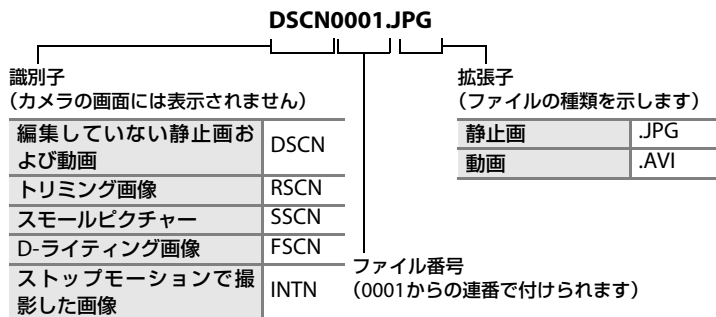 DSCN0001.JPG
識別子
（カメラの画面には表示されません）
編集していない静止画お
よび動画
DSCN
トリミング画像
RSCN
スモールピクチャー
SSCN
D-ライティング画像
FSCN
ストップモーションで撮
影した画像
INTN
ファイル番号
（0001からの連番で付けられます）
拡張子
（ファイルの種類を示します）
静止画
.JPG
動画
.AVI